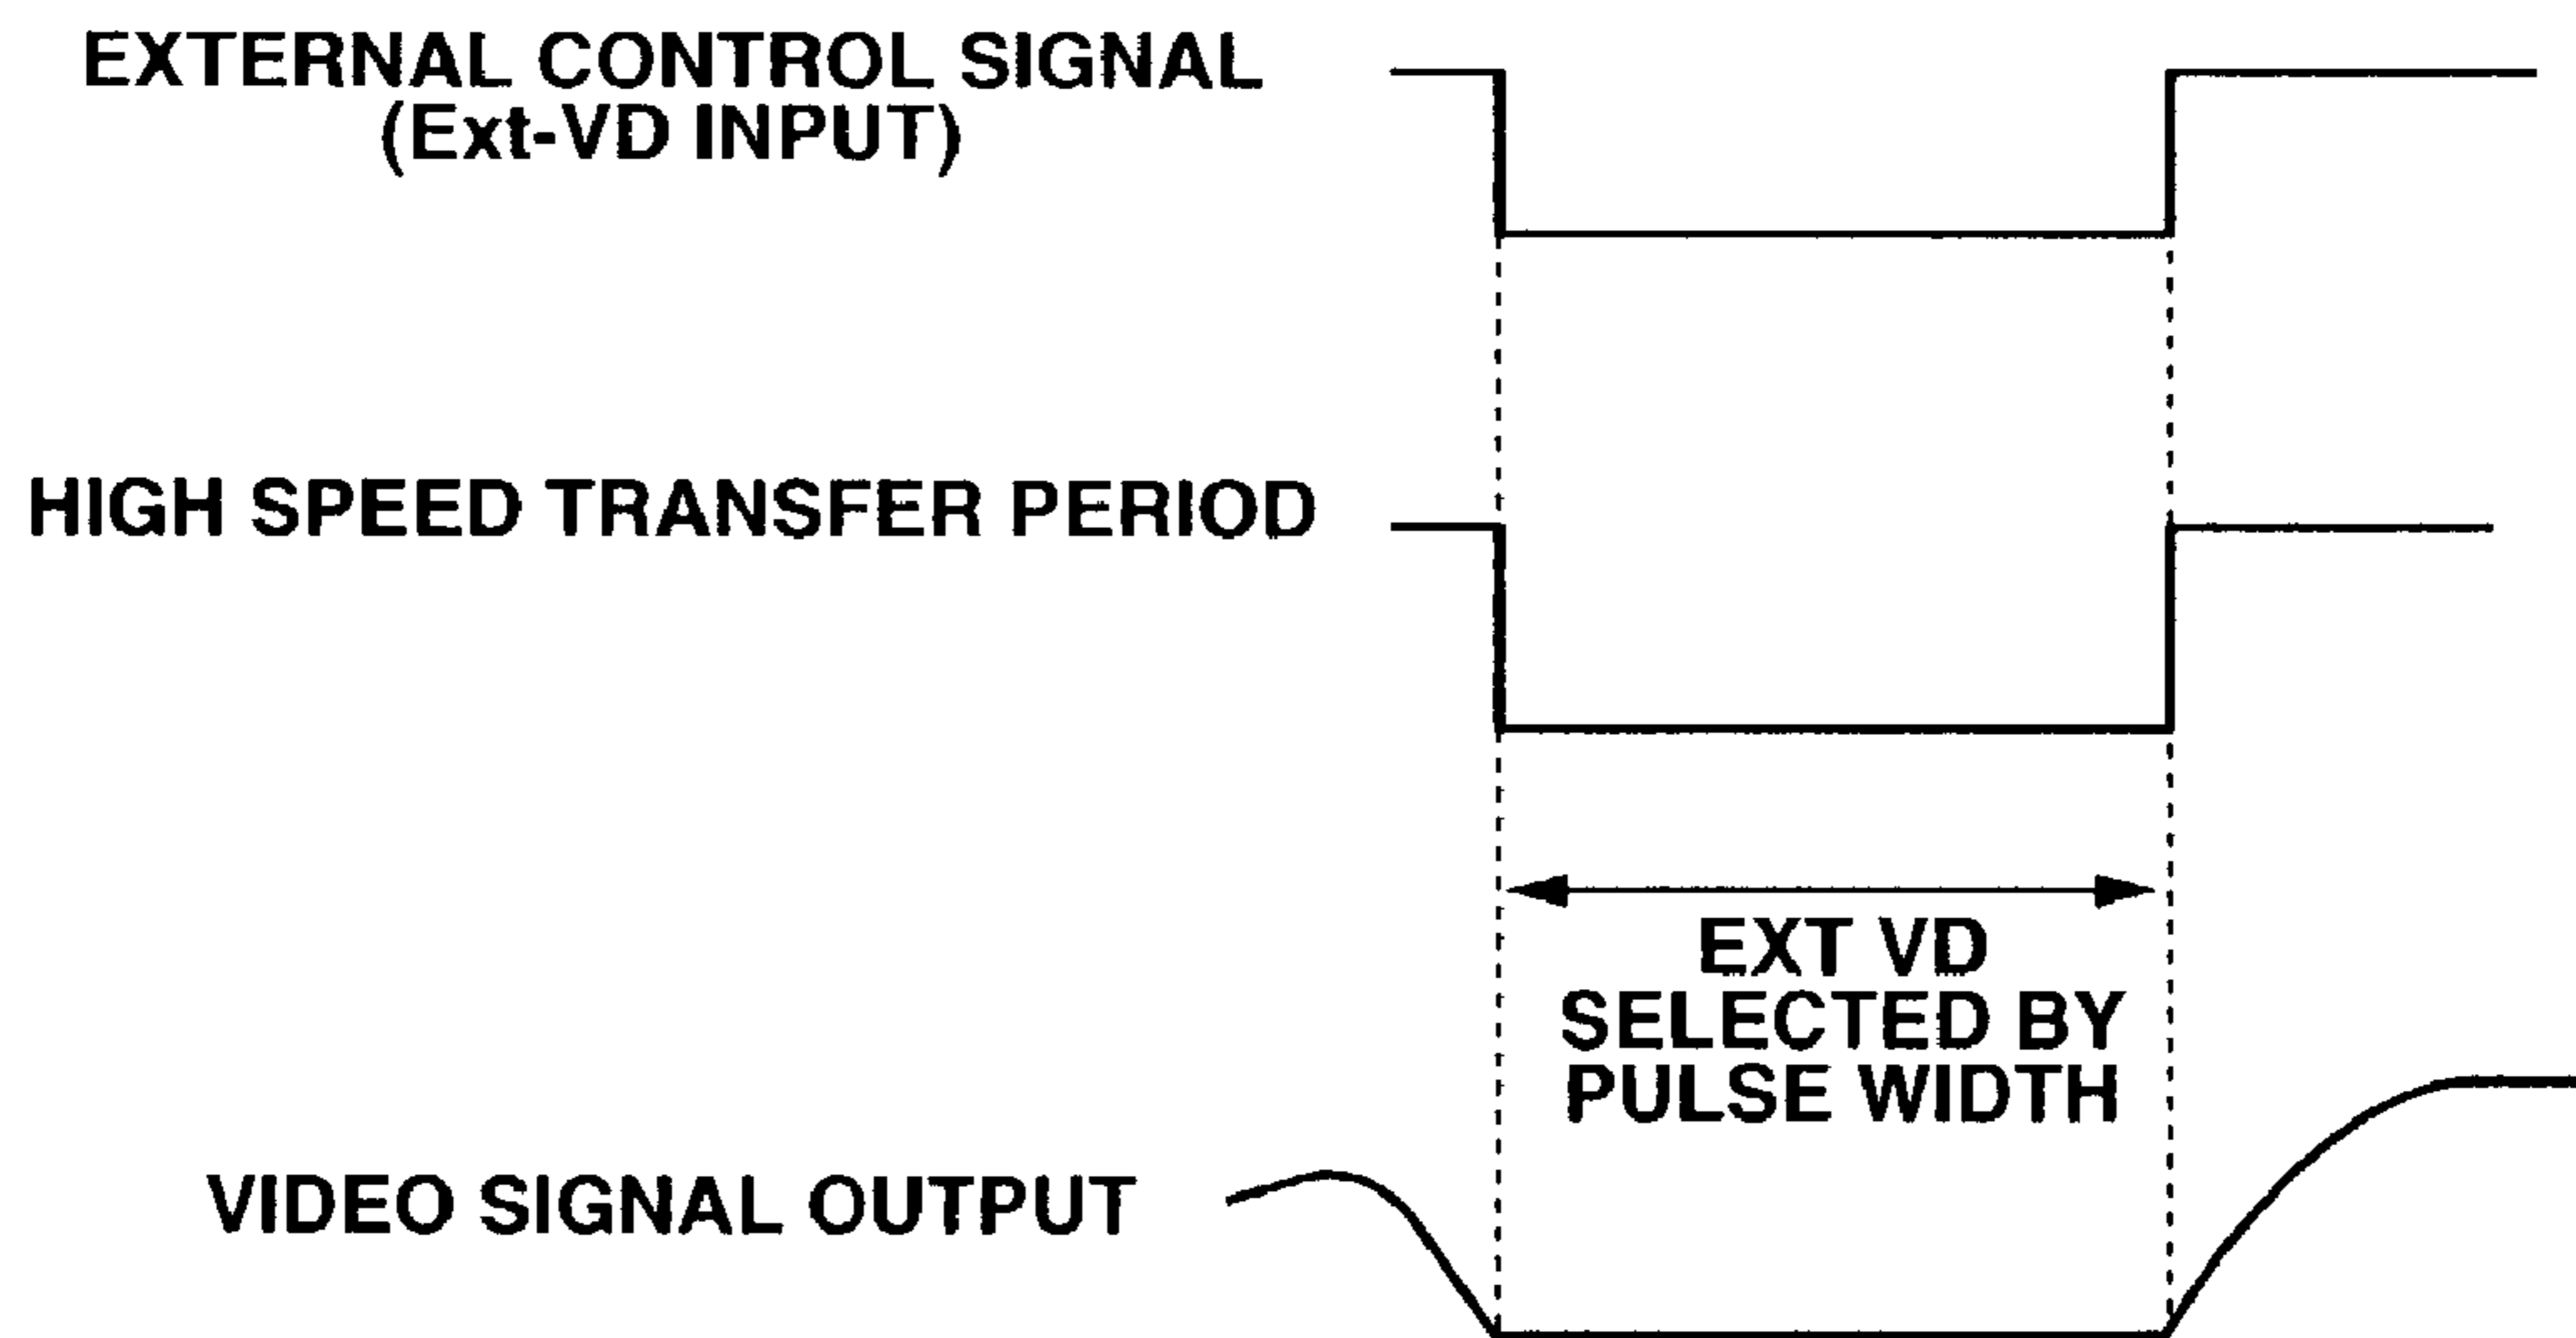 EXTERNAL CONTROL SIGNAL
(Ext-VD INPUT)
HIGH SPEED TRANSFER PERIOD
EXT VD
SELECTED BY
PULSE WIDTH
VIDEO SIGNAL OUTPUT